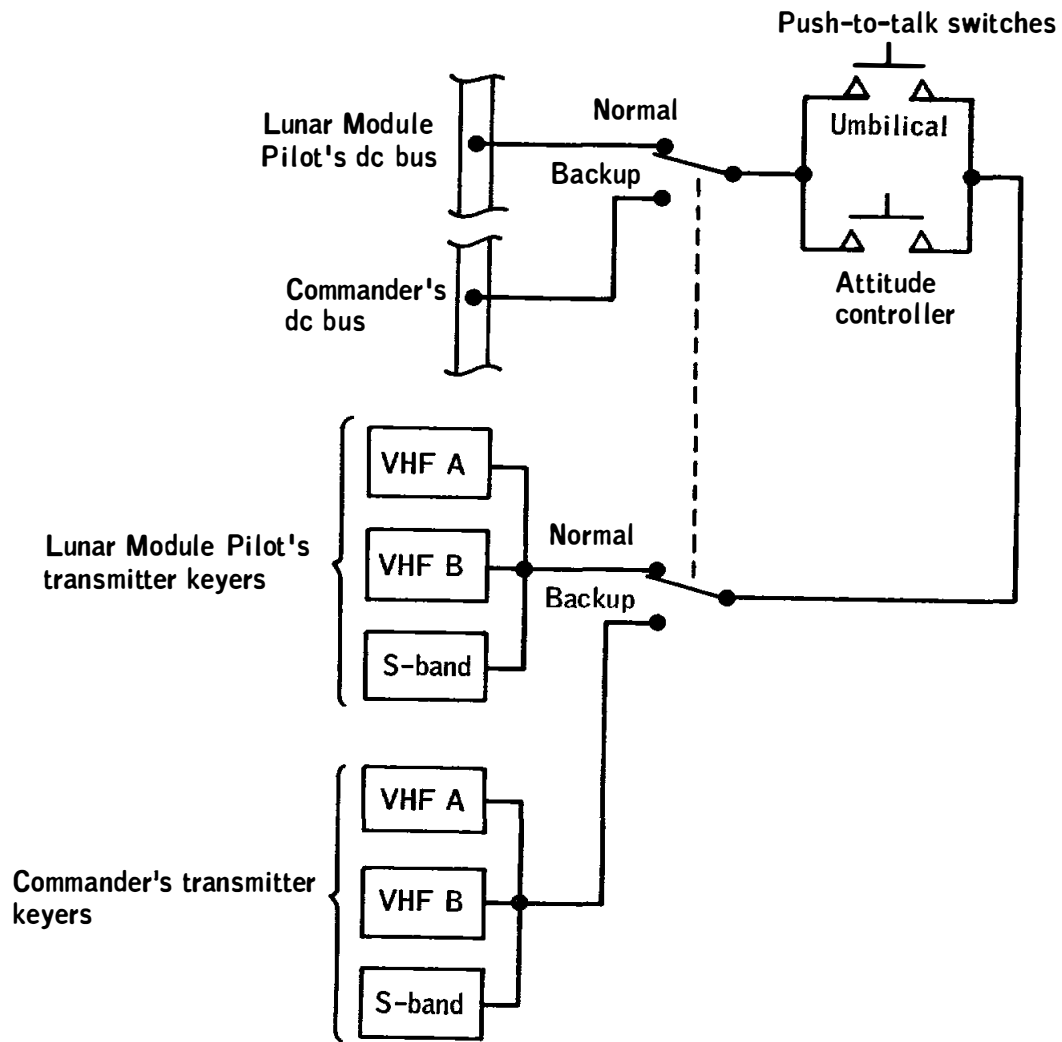 Push-to-talk switches
Lunar Module
Pilot's dc bus
Normal
Umbilical
Backup
Commander's
dc bus
Attitude
controller
Lunar Module Pilot's
transmitter keyers
VHF A
VHF B
S-band
Normal
Backup
Commander's transmitter
keyers
VHF A
VHF B
S-band